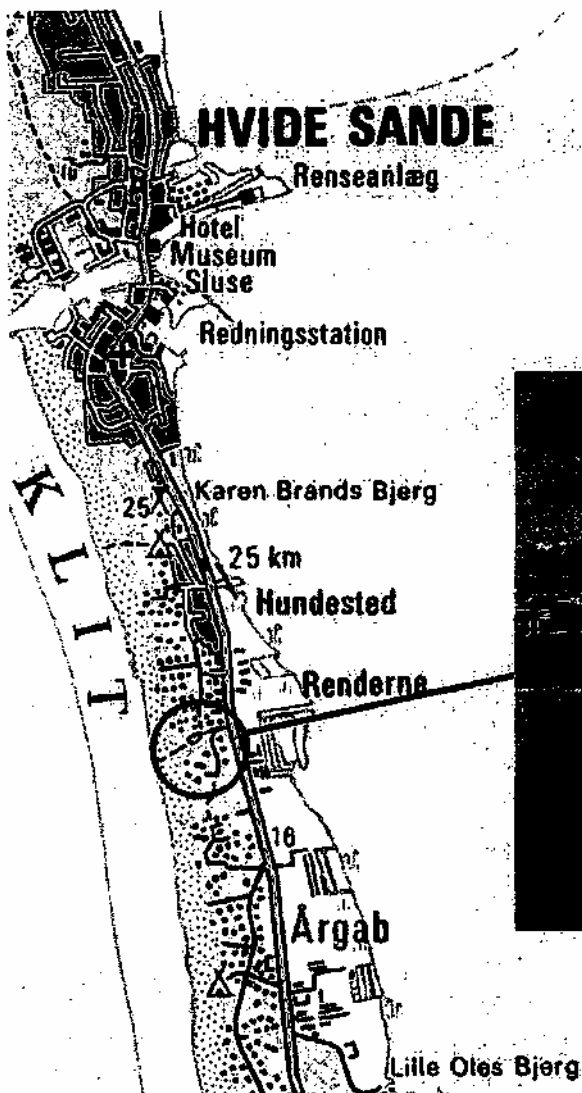 HVIDE SANDE
Renseanlæg
Hotel
Museum
Sluse
Redningsstation
KLIT
25
Karen Brands Bjerg
25 km
Hundested
Renderne
16
Årgab
Lille Oles Bjerg